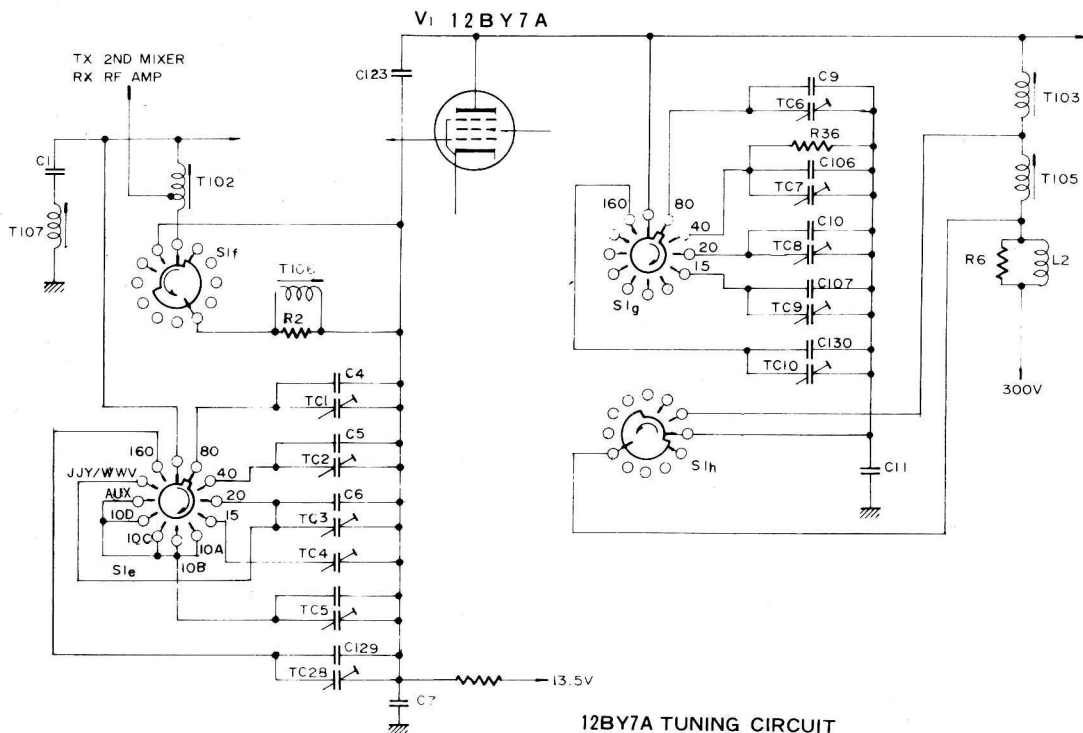 V1 12BY7A
TX 2ND MIXER
RX RF AMP
C123
C1
T102
T107
S1f
T106
R2
C4
TC1
C5
TC2
C6
TC3
TC4
TC5
C129
TC28
C7
13.5V
160
80
JJY/WWV
40
AUX
20
10D
15
10C
10A
10B
S1e
C9
TC6
R36
C106
TC7
C10
TC8
C107
TC9
C130
TC10
160
80
40
20
15
S1g
S1h
C11
T103
T105
R6
L2
300V
12BY7A TUNING CIRCUIT